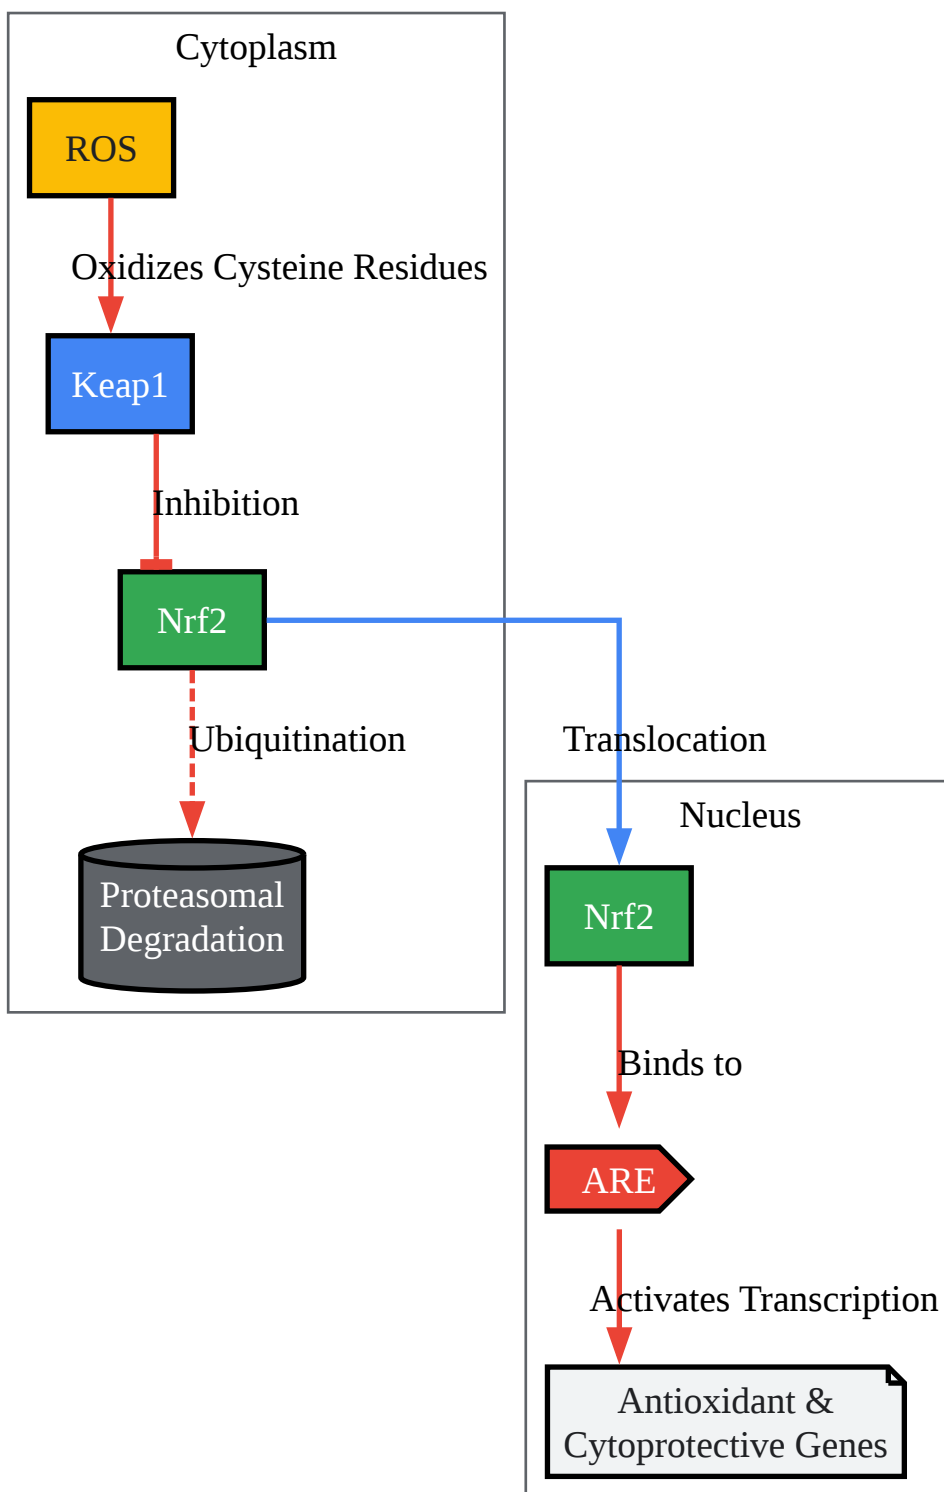 Cytoplasm
ROS
Oxidizes Cysteine Residues
Keap1
Inhibition
Nrf2
Ubiquitination
Proteasomal
Degradation
Translocation
Nucleus
Nrf2
Binds to
ARE
Activates Transcription
Antioxidant &
Cytoprotective Genes